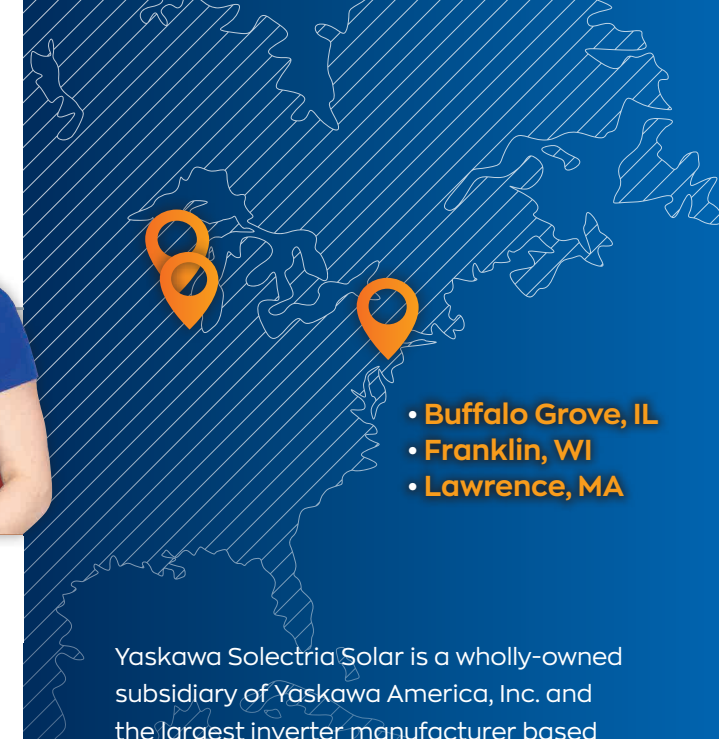 • Buffalo Grove, IL
• Franklin, WI
• Lawrence, MA
Yaskawa Solectria Solar is a wholly-owned
subsidiary of Yaskawa America, Inc. and
the largest inverter manufacturer based